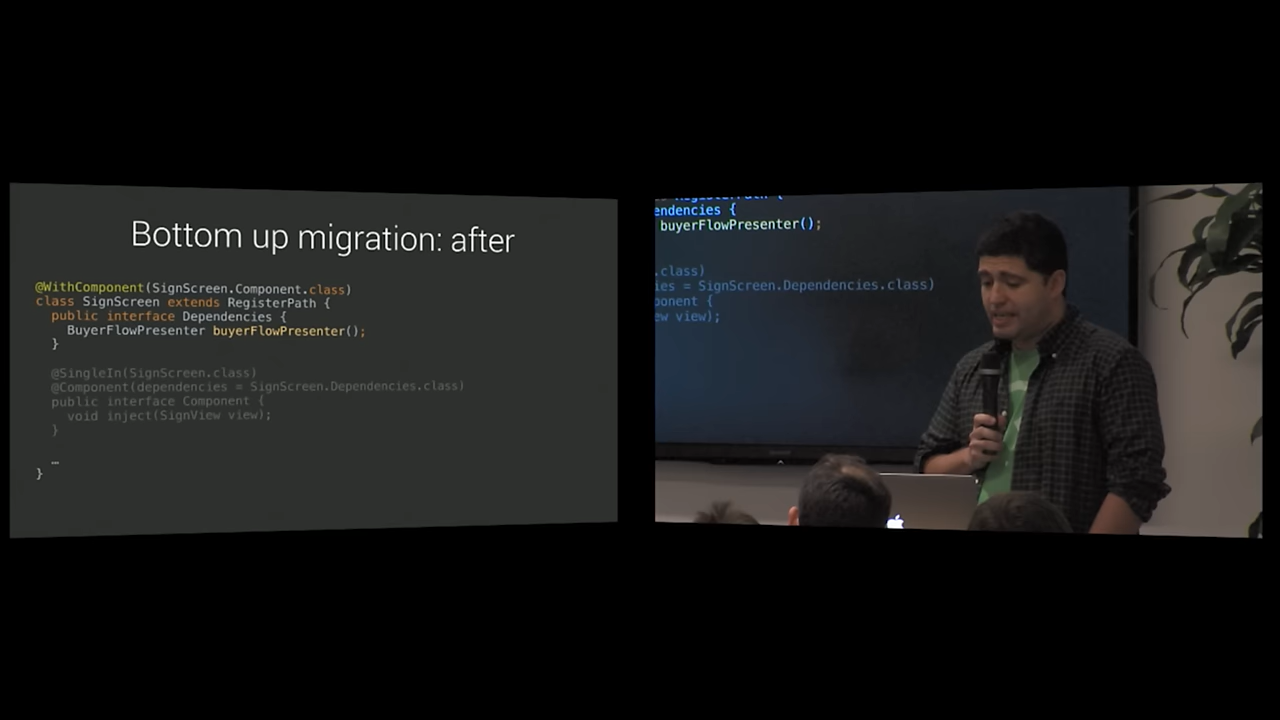 Bottom up migration: after
@WithComponent(SignScreen.Component.class)
class SignScreen extends RegisterPath {
public interface Dependencies {
BuyerFlowPresenter buyerFlowPresenter();
}
@SingleIn(SignScreen.class)
@Component(dependencies = SignScreen.Dependencies.class)
public interface Component {
void inject(SignView view);
}
…
}
endencies {
buyerFlowPresenter();
.class)
ies = SignScreen.Dependencies.class)
ponent {
ew view);